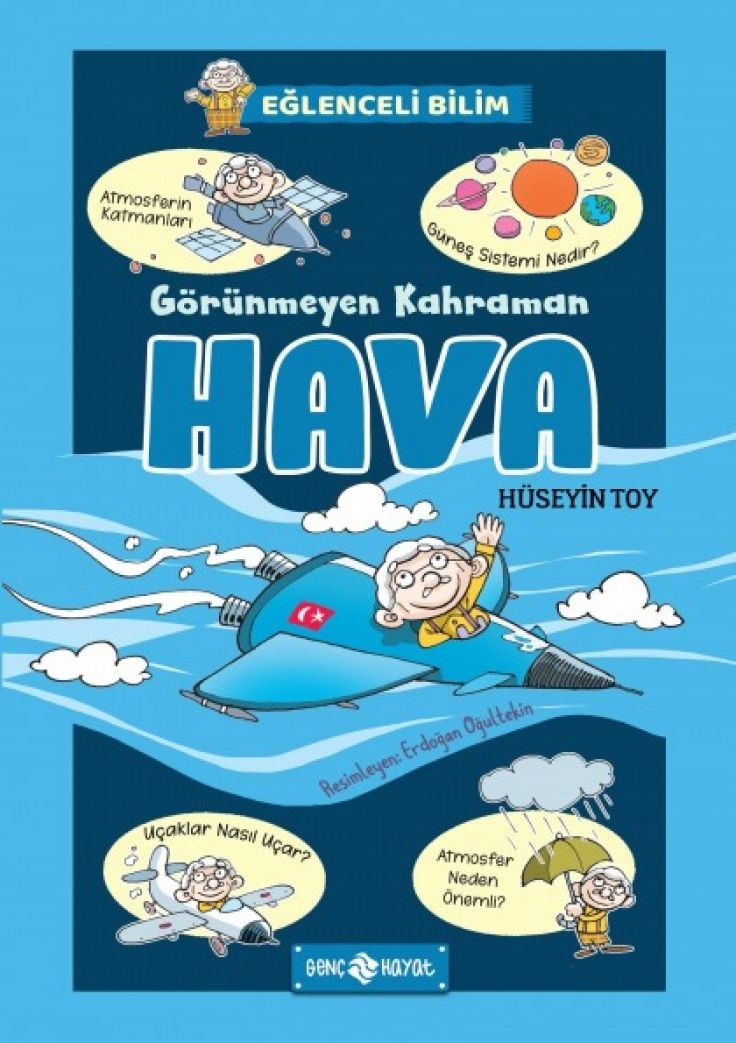 EĞLENCELİ BİLİM
Atmosferin
Katmanları
Güneş Sistemi Nedir?
Görünmeyen Kahraman
HAVA
HÜSEYİN TOY
Resimleyen: Erdoğan Oğultekin
Uçaklar Nasıl Uçar?
Atmosfer
Neden
Önemli?
GENÇ HAYAT